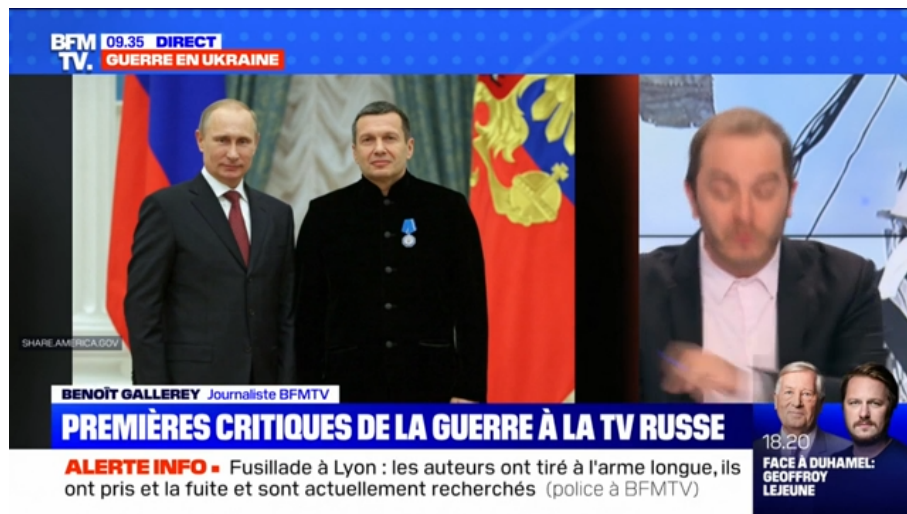 BFM
TV.
09.35 DIRECT
GUERRE EN UKRAINE
SHARE.AMERICA.GOV
BENOÎT GALLEREY Journaliste BFMTV
PREMIÈRES CRITIQUES DE LA GUERRE À LA TV RUSSE
ALERTE INFO Fusillade à Lyon : les auteurs ont tiré à l'arme longue, ils
ont pris et la fuite et sont actuellement recherchés (police à BFMTV)
18.20
FACE À DUHAMEL:
GEOFFROY
LEJEUNE